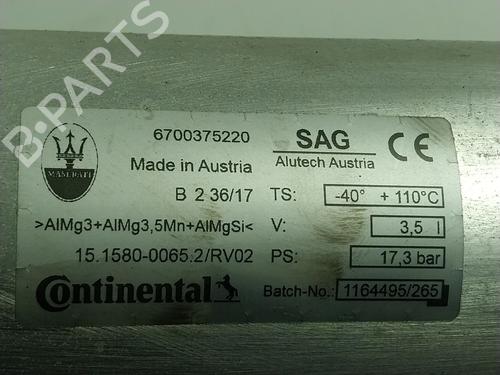 B-PARTS
MASERATI
6700375220
Made in Austria
B 2 36/17
>AlMg3+AlMg3,5Mn+AlMgSi<
15.1580-0065.2/RV02
Continental
SAG
Alutech Austria
CE
TS: -40° + 110°C
V: 3,5 l
PS: 17,3 bar
Batch-No.: 1164495/265